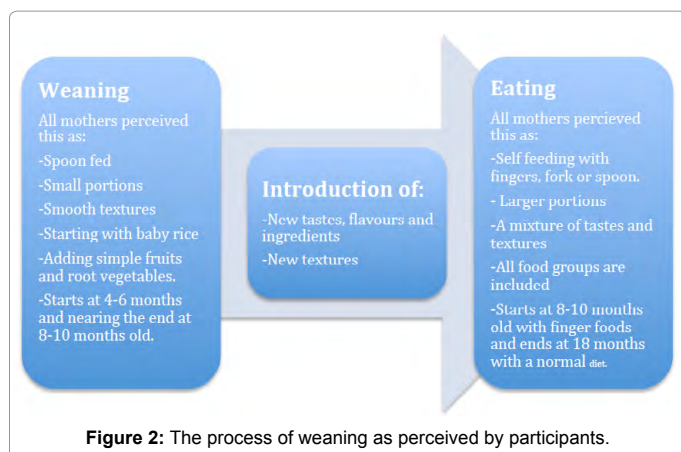 Weaning
All mothers perceived
this as:
-Spoon fed
-Small portions
-Smooth textures
-Starting with baby rice
-Adding simple fruits
and root vegetables.
-Starts at 4-6 months
and nearing the end at
8-10 months old.
Introduction of:
-New tastes, flavours and
ingredients
-New textures
Eating
All mothers percieved
this as:
-Self feeding with
fingers, fork or spoon.
- Larger portions
-A mixture of tastes and
textures
-All food groups are
included
-Starts at 8-10 months
old with finger foods
and ends at 18 months
with a normal diet.
Figure 2: The process of weaning as perceived by participants.